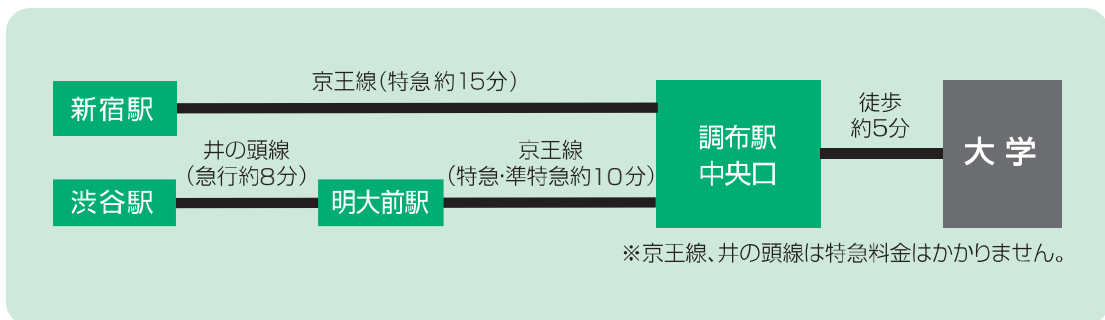 京王線(特急 約15分)
新宿駅
井の頭線
(急行約8分)
京王線
(特急・準特急約10分)
渋谷駅
明大前駅
調布駅
中央口
徒歩
約5分
大学
※京王線、井の頭線は特急料金はかかりません。